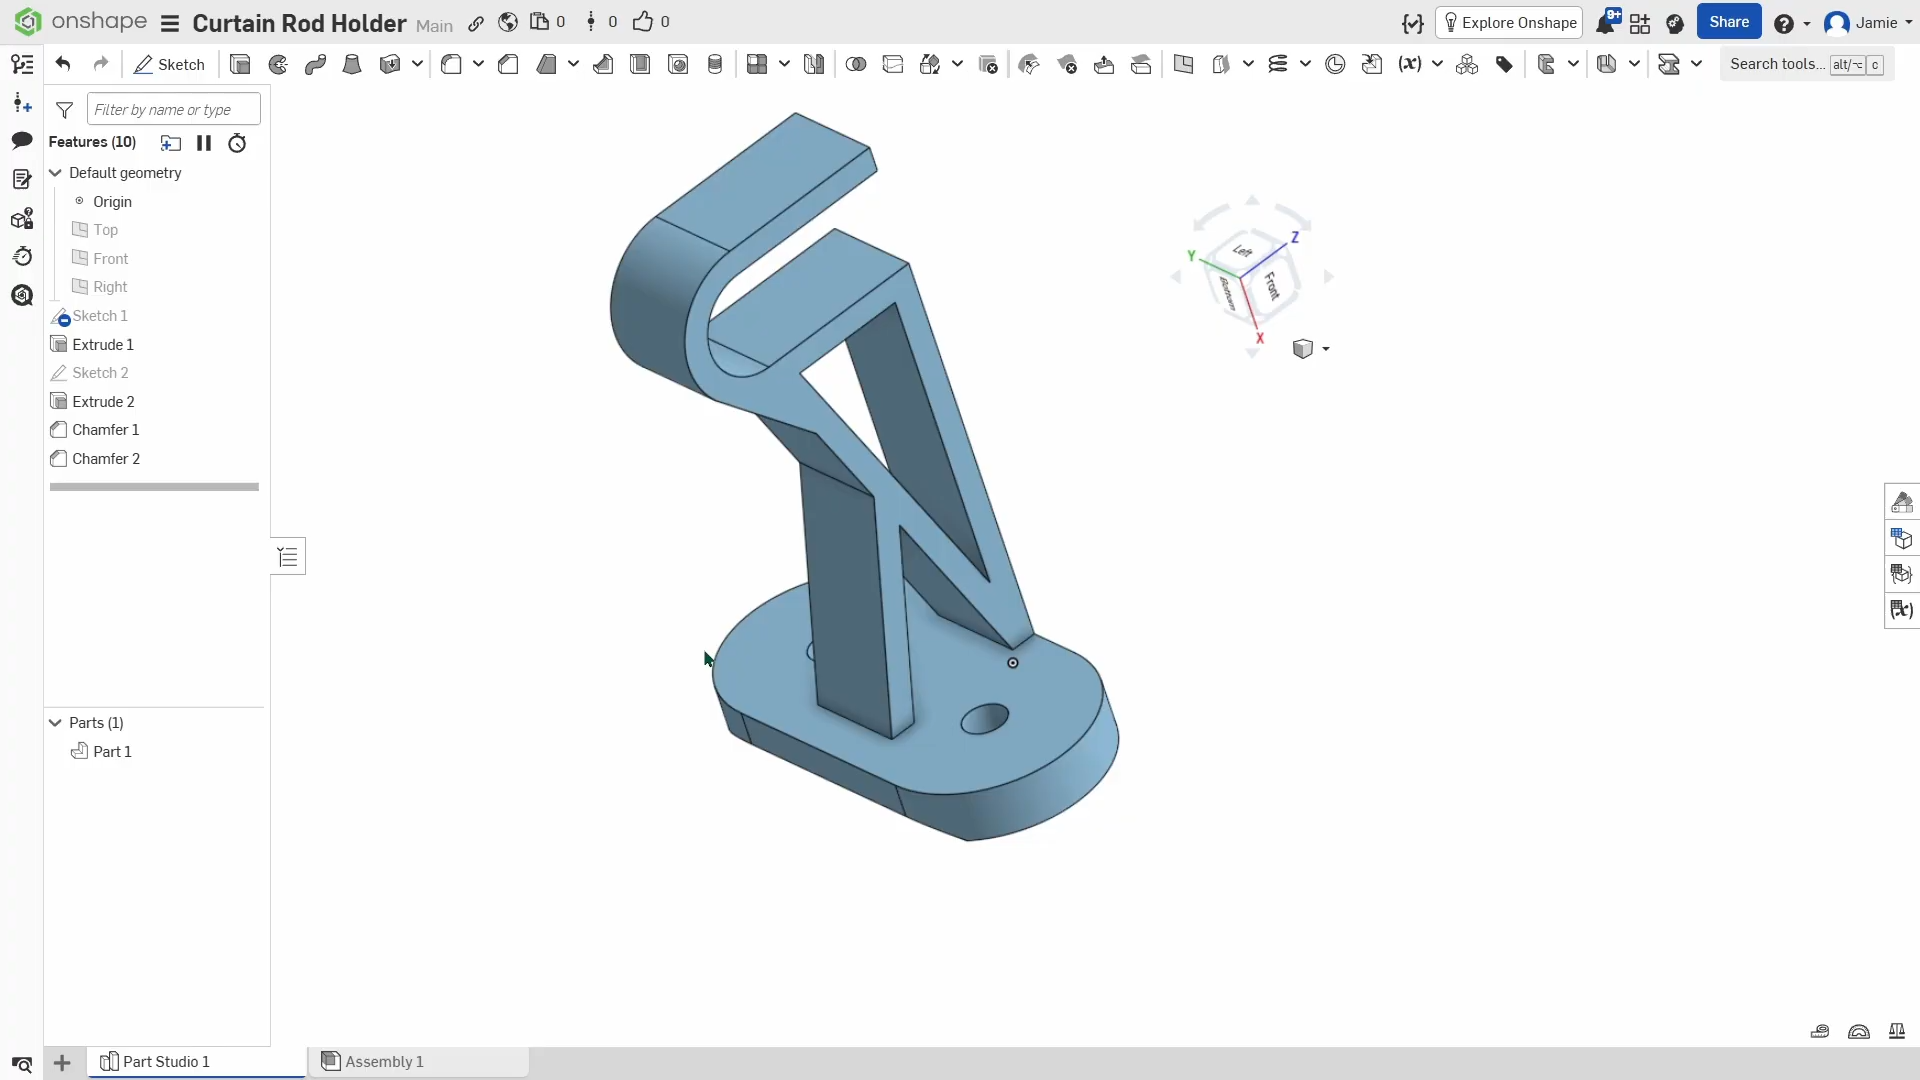 onshape Curtain Rod Holder Main 0 0 0 Explore Onshape 9+ Share Jamie
Sketch (x) Search tools... alt/⌥ c
Filter by name or type
Features (10)
Default geometry
Origin
Top
Front
Right
Sketch 1
Extrude 1
Sketch 2
Extrude 2
Chamfer 1
Chamfer 2
Z
Y
Left
Front
Bottom
X
(x)
Parts (1)
Part 1
Part Studio 1 Assembly 1